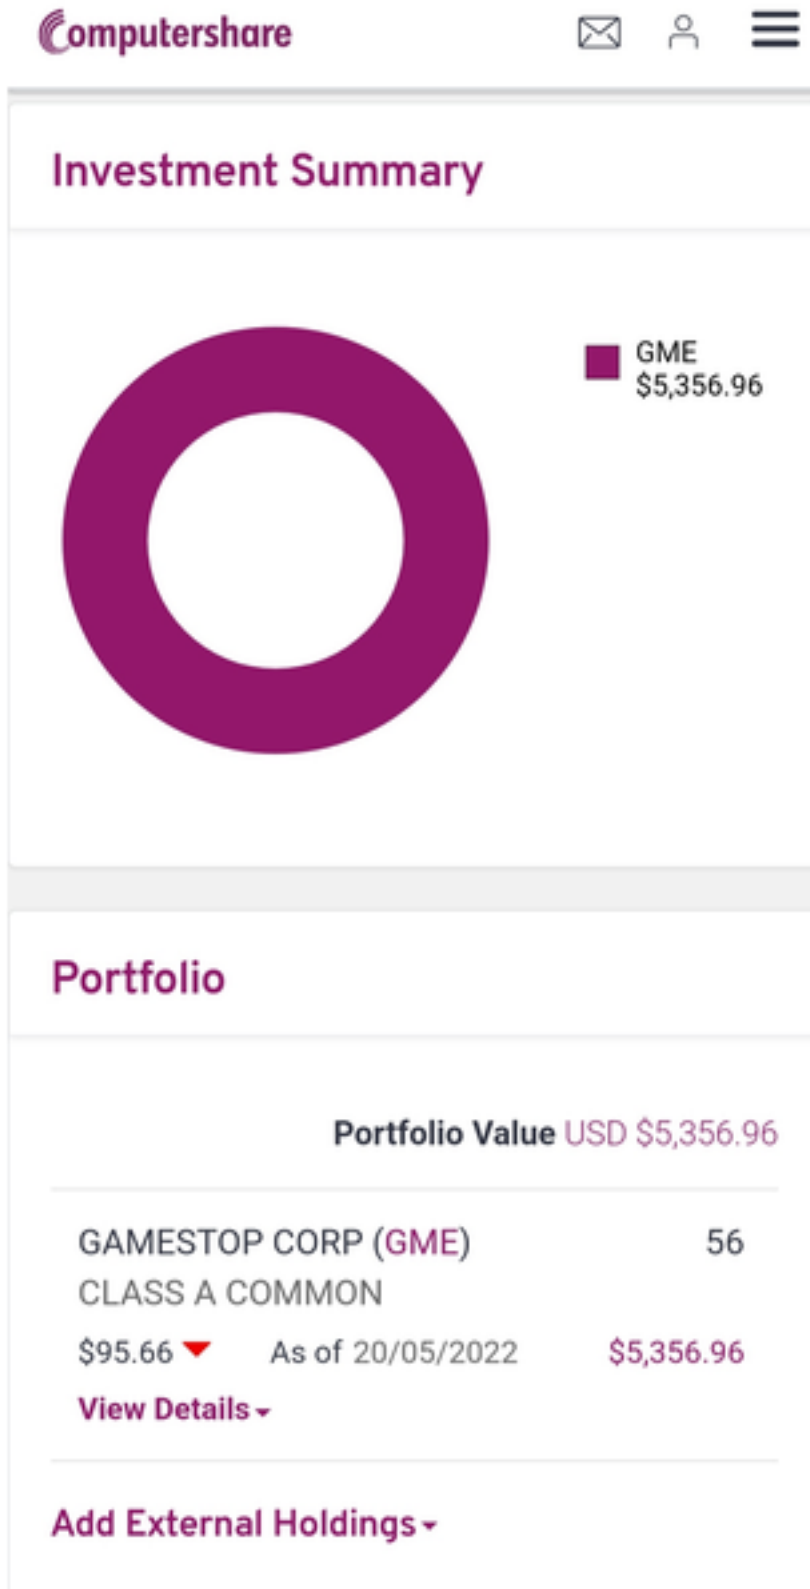 Computershare
Investment Summary
GME
$5,356.96
Portfolio
Portfolio Value USD $5,356.96
GAMESTOP CORP (GME) 56
CLASS A COMMON
$95.66 As of 20/05/2022 $5,356.96
View Details
Add External Holdings